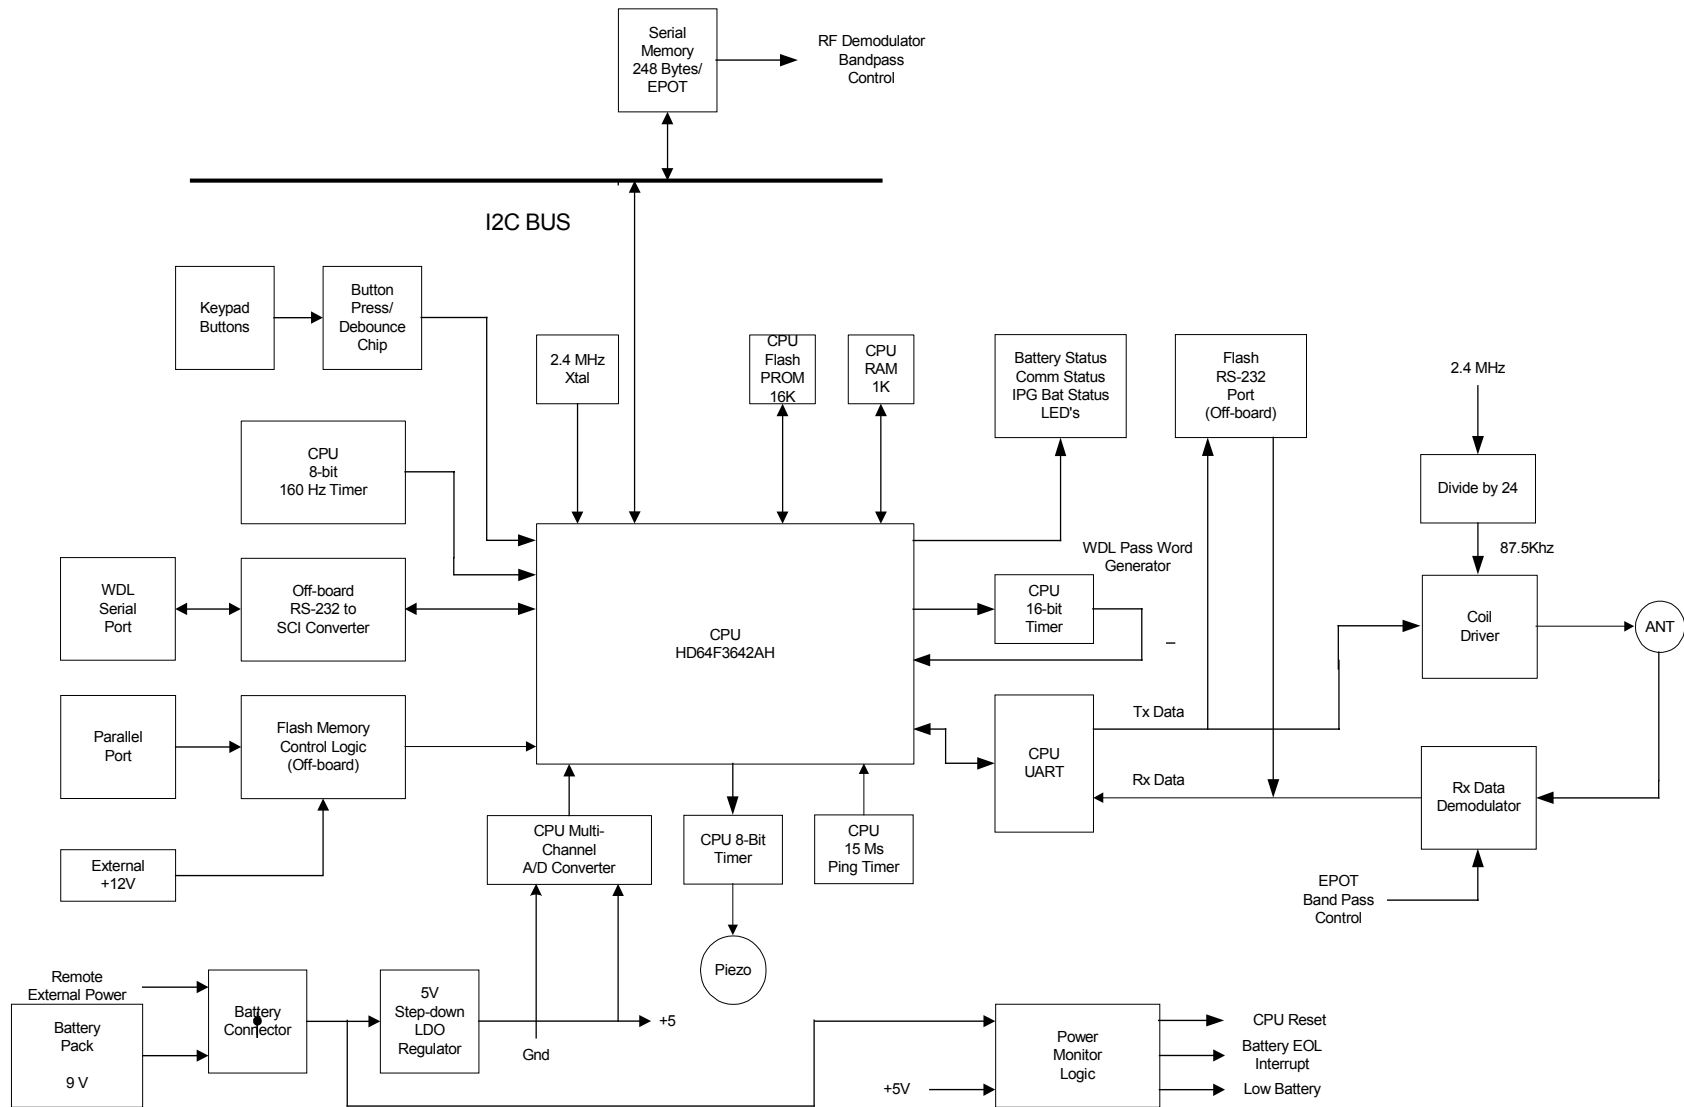 Serial
Memory
248 Bytes/
EPOT
RF Demodulator
Bandpass
Control
I2C BUS
Keypad
Buttons
Button
Press/
Debounce
Chip
2.4 MHz
Xtal
CPU
Flash
PROM
16K
CPU
RAM
1K
Battery Status
Comm Status
IPG Bat Status
LED's
Flash
RS-232
Port
(Off-board)
2.4 MHz
CPU
8-bit
160 Hz Timer
Divide by 24
87.5Khz
WDL
Serial
Port
Off-board
RS-232 to
SCI Converter
CPU
HD64F3642AH
WDL Pass Word
Generator
CPU
16-bit
Timer
Coil
Driver
ANT
Parallel
Port
Flash Memory
Control Logic
(Off-board)
Tx Data
CPU
UART
Rx Data
Rx Data
Demodulator
External
+12V
CPU Multi-
Channel
A/D Converter
CPU 8-Bit
Timer
CPU
15 Ms
Ping Timer
EPOT
Band Pass
Control
Piezo
Remote
External Power
Battery
Pack
9 V
Battery
Connector
5V
Step-down
LDO
Regulator
+5
Gnd
+5V
Power
Monitor
Logic
CPU Reset
Battery EOL
Interrupt
Low Battery